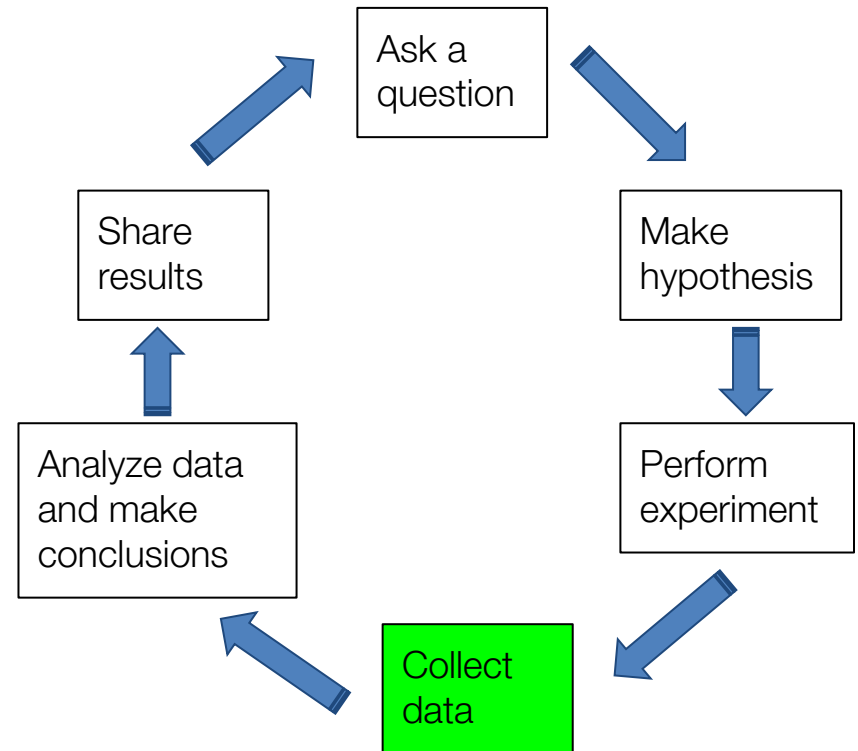 Ask a
question
Make
hypothesis
Perform
experiment
Collect
data
Analyze data
and make
conclusions
Share
results